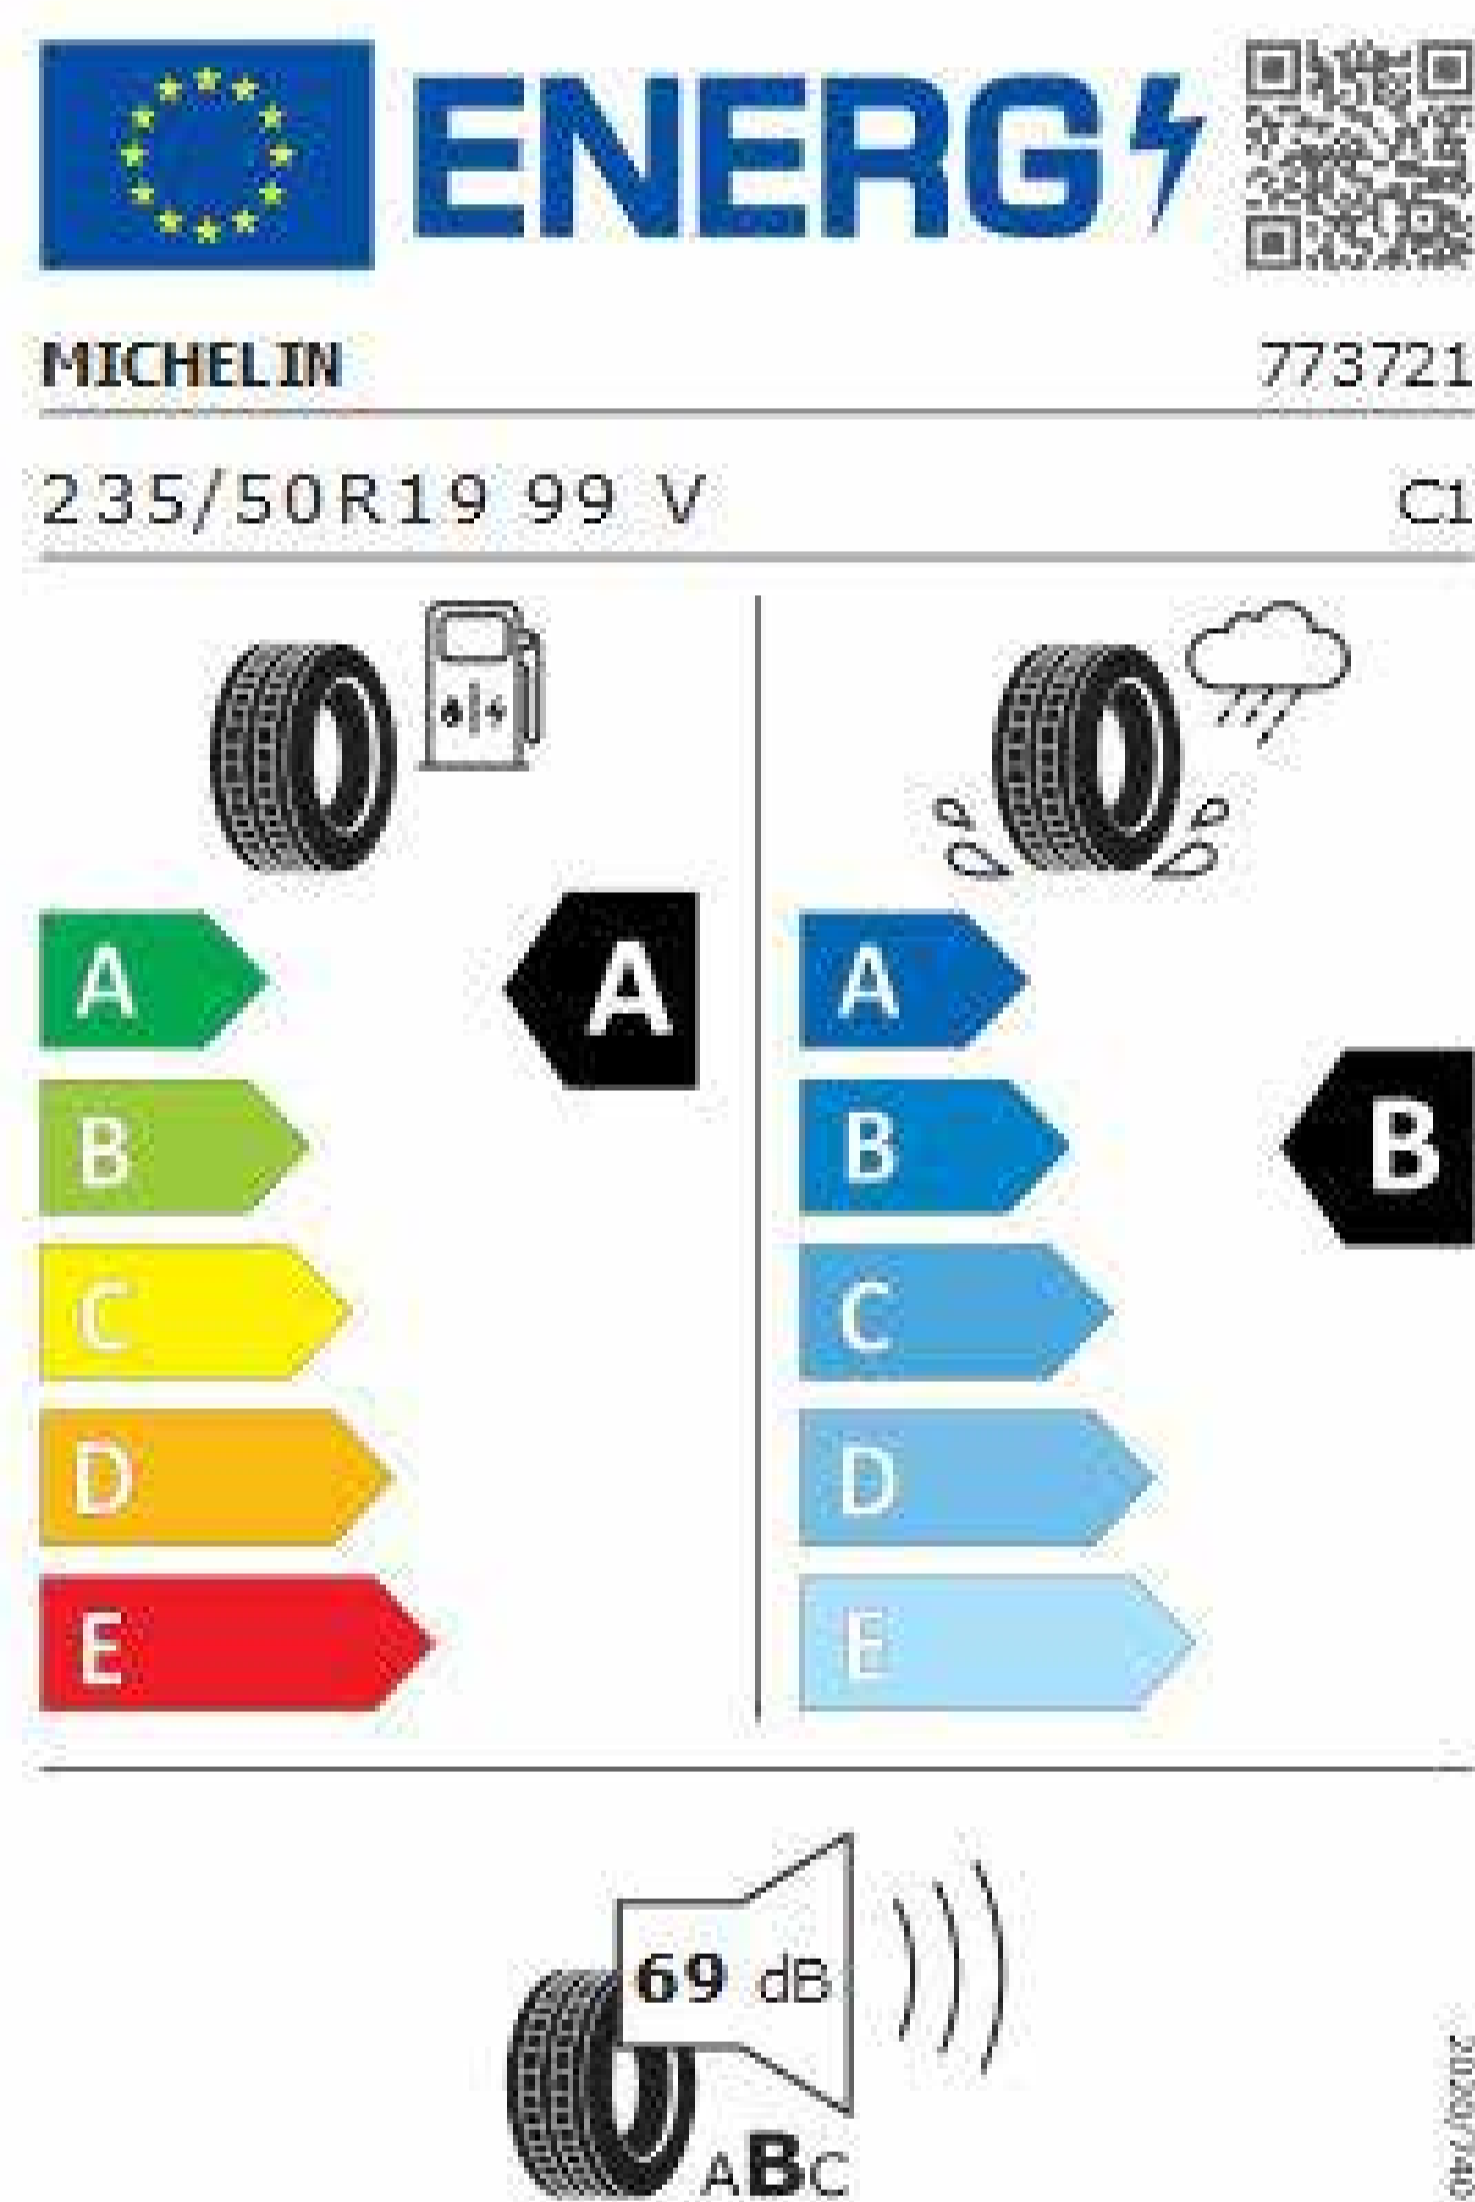 ENERG
MICHELIN 773721
235/50R19 99 V C1
A A
B
C
D
E
A
B B
C
D
E
69 dB
ABC
2020/740